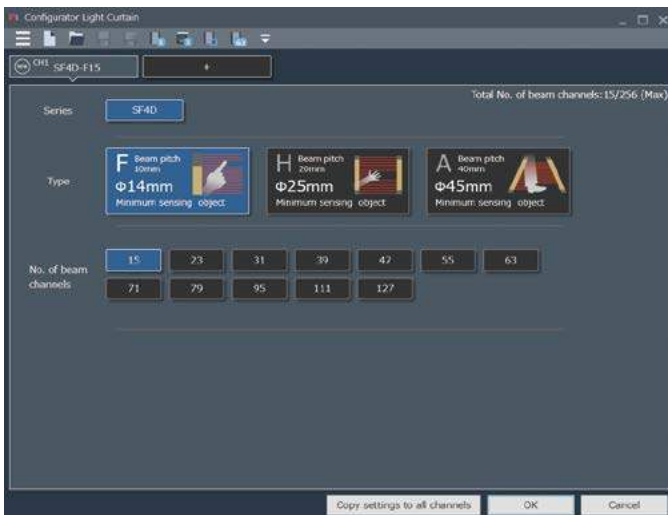 Configurator Light Curtain
CH1 SF4D-F15
+
Total No. of beam channels:15/256 (Max)
Series
SF4D
Type
F Beam pitch
10mm
Φ14mm
Minimum sensing object
H Beam pitch
20mm
Φ25mm
Minimum sensing object
A Beam pitch
40mm
Φ45mm
Minimum sensing object
No. of beam
channels
15 23 31 39 47 55 63
71 79 95 111 127
Copy settings to all channels OK Cancel